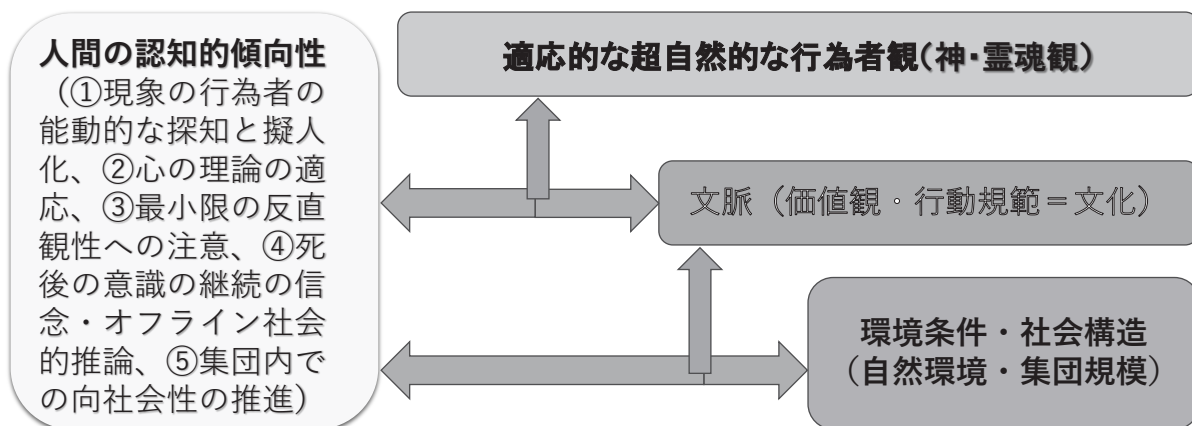 人間の認知的傾向性
(①現象の行為者の
能動的な探知と擬人
化、②心の理論の適
応、③最小限の反直
観性への注意、④死
後の意識の継続の信
念・オフライン社会
的推論、⑤集団内で
の向社会性の推進)
適応的な超自然的な行為者観(神・霊魂観)
文脈(価値観・行動規範=文化)
環境条件・社会構造
(自然環境・集団規模)